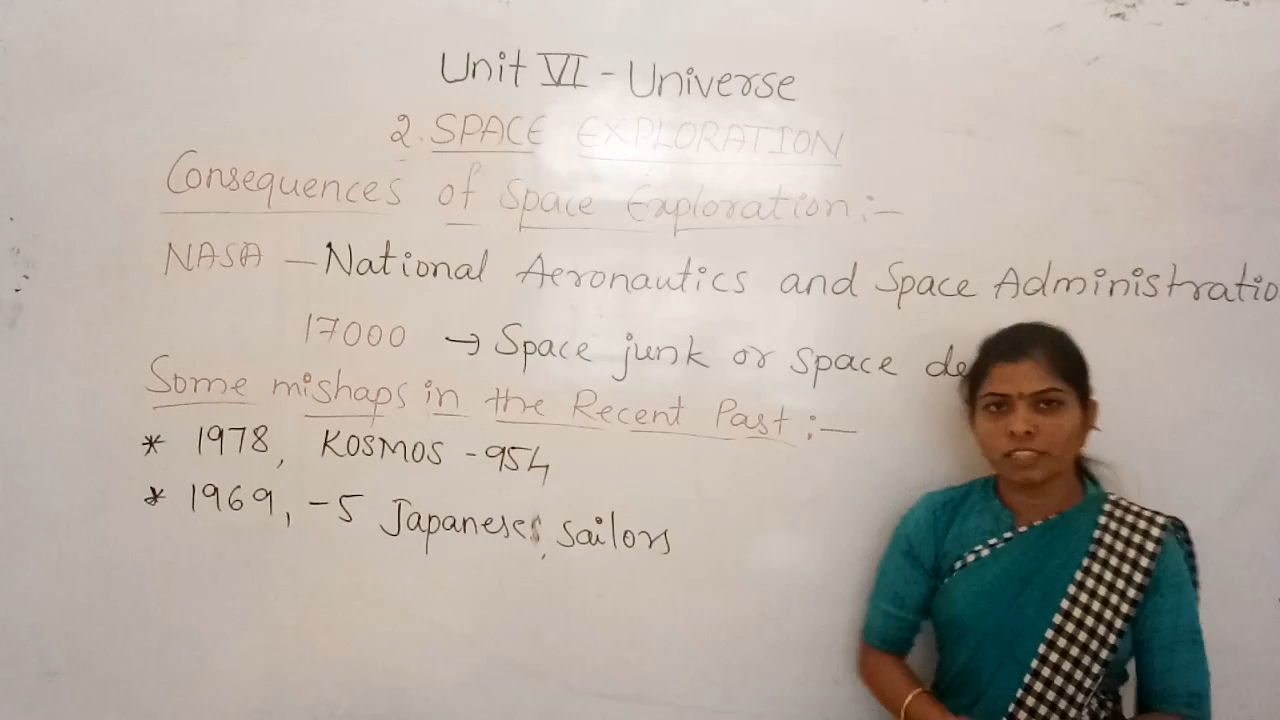 Unit VI - Universe
2. SPACE EXPLORATION
Consequences of Space Exploration :-
NASA - National Aeronautics and Space Administratio
17000 → Space junk or space de
Some mishaps in the Recent Past :-
* 1978, KOSMOS - 954
* 1969, - 5 Japanese, sailors